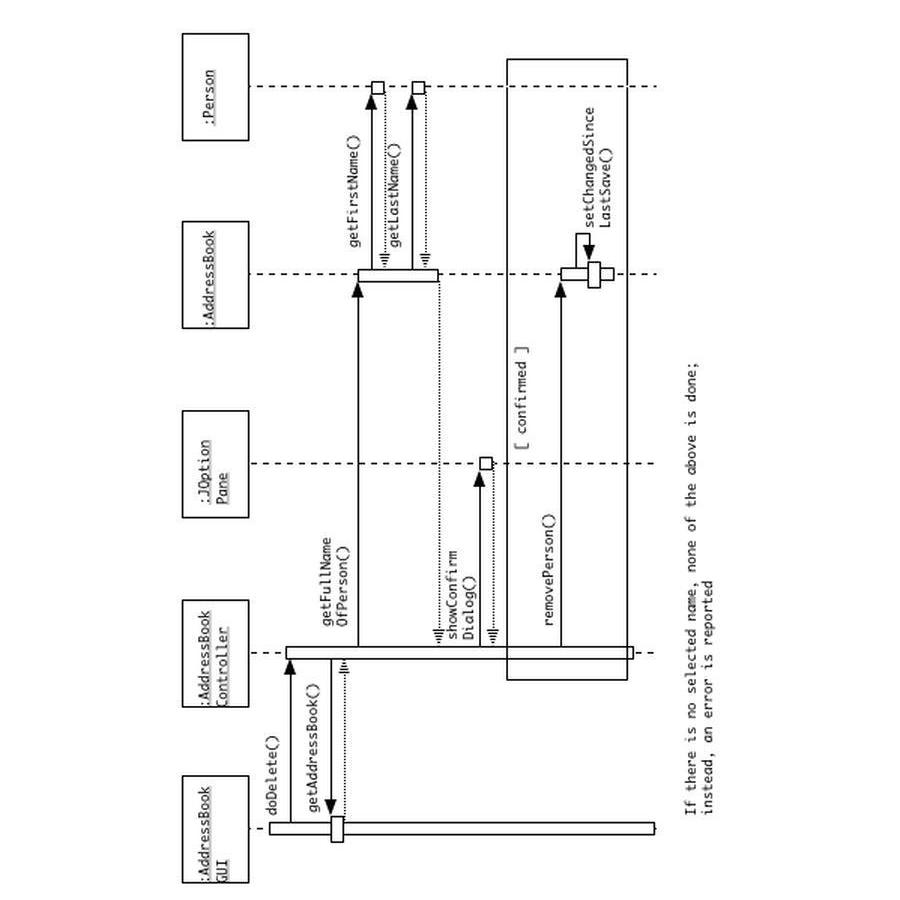 :AddressBook
GUI
:AddressBook
Controller
:JOption
Pane
:AddressBook
:Person
doDelete()
getAddressBook()
getFullName
OfPerson()
getFirstName()
getLastName()
showConfirm
Dialog()
[ confirmed ]
removePerson()
setChangedSince
LastSave()
If there is no selected name, none of the above is done;
instead, an error is reported